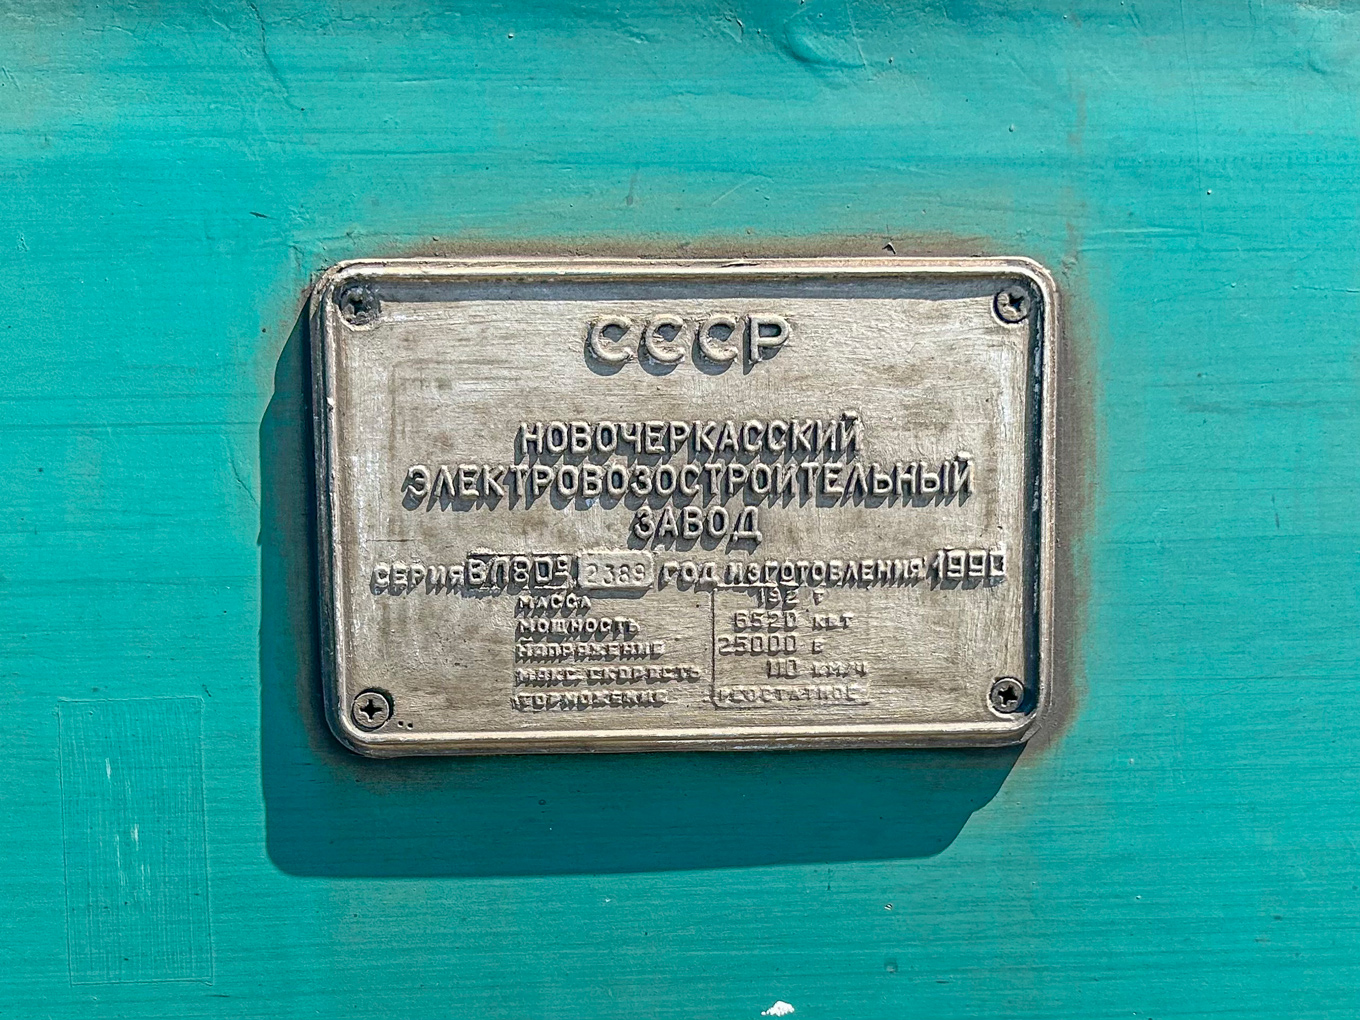 СССР
НОВОЧЕРКАССКИЙ
ЭЛЕКТРОВОЗОСТРОИТЕЛЬНЫЙ
ЗАВОД
СЕРИЯ ВЛ80С 2389 ГОД ИЗГОТОВЛЕНИЯ 1990
МАССА 192 Т
МОЩНОСТЬ 6520 КВТ
НАПРЯЖЕНИЕ 25000 В
МАКС. СКОРОСТЬ 110 КМ/Ч
ТОРМОЖЕНИЕ РЕОСТАТНОЕ